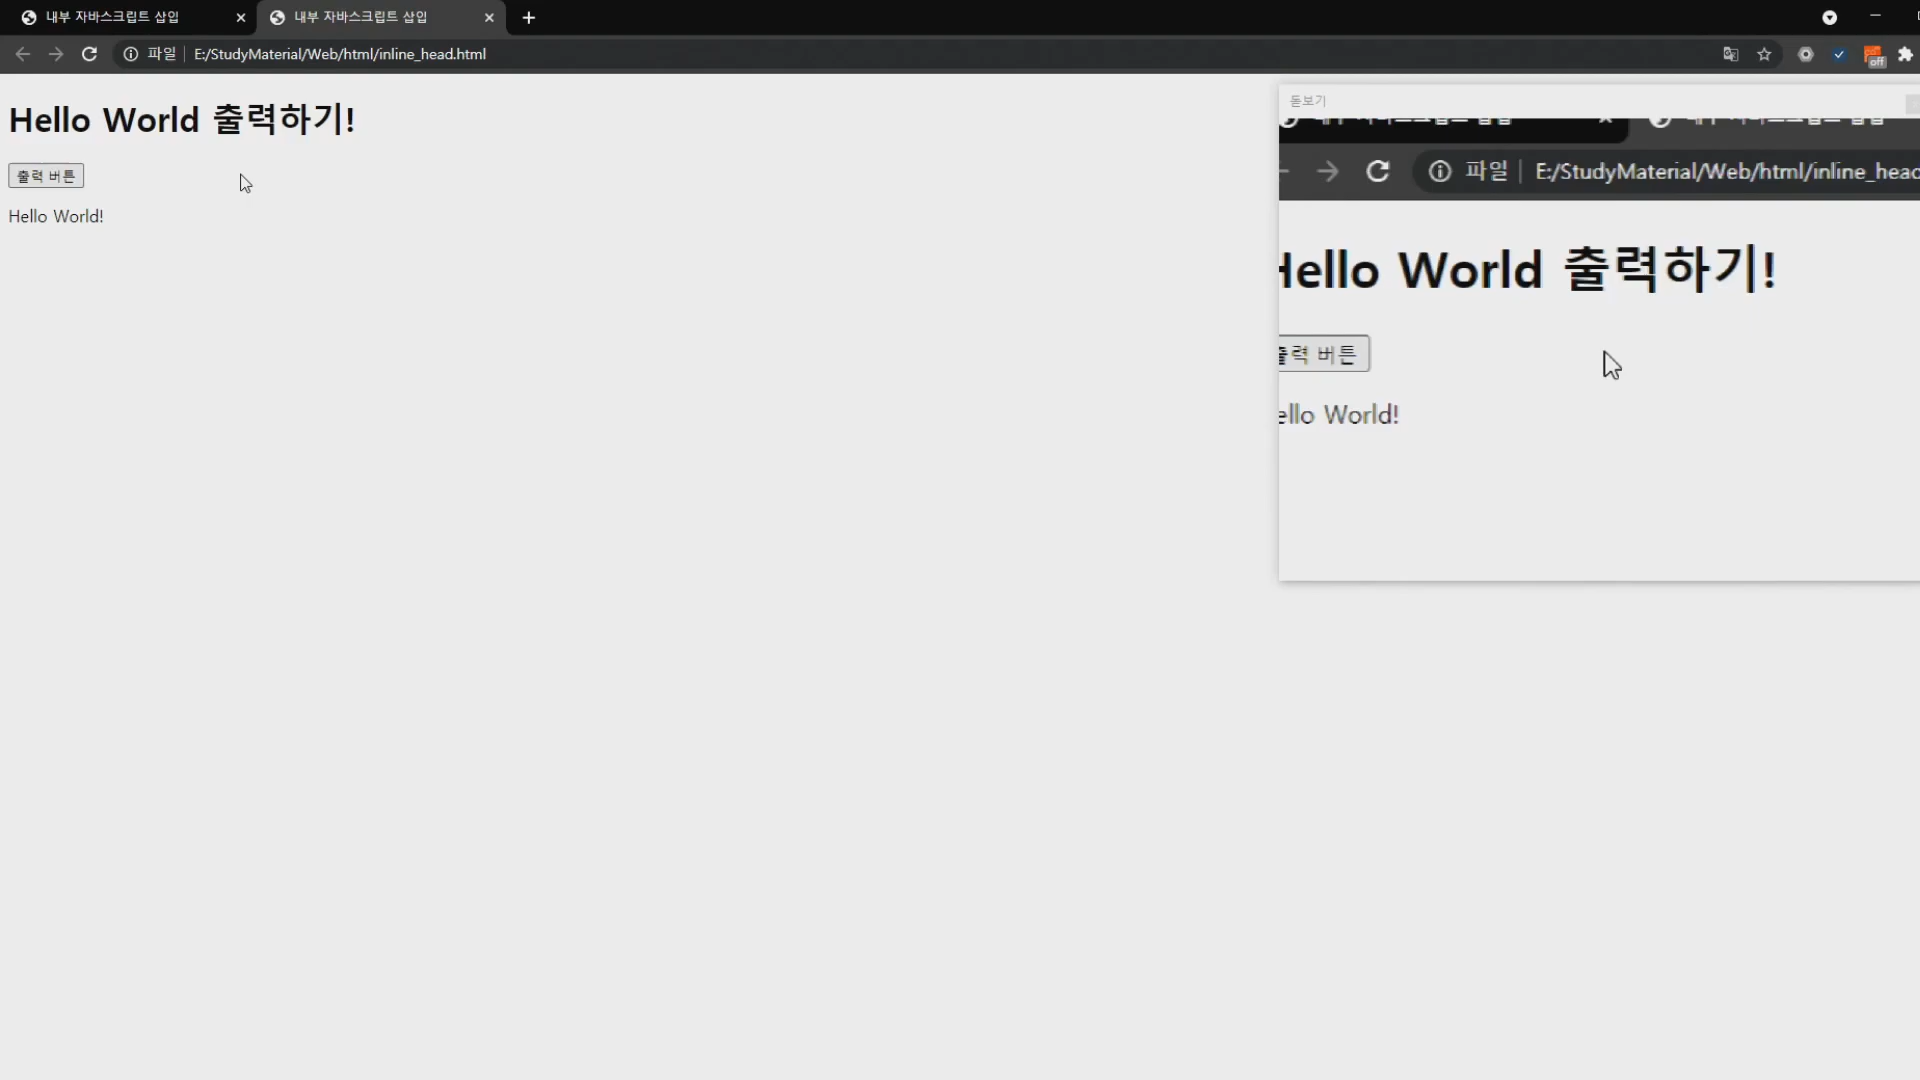 내부 자바스크립트 삽입
내부 자바스크립트 삽입
파일 E:/StudyMaterial/Web/html/inline_head.html
off
Hello World 출력하기!
출력 버튼
Hello World!
돋보기
파일 E:/StudyMaterial/Web/html/inline_head
Hello World 출력하기!
출력 버튼
ello World!